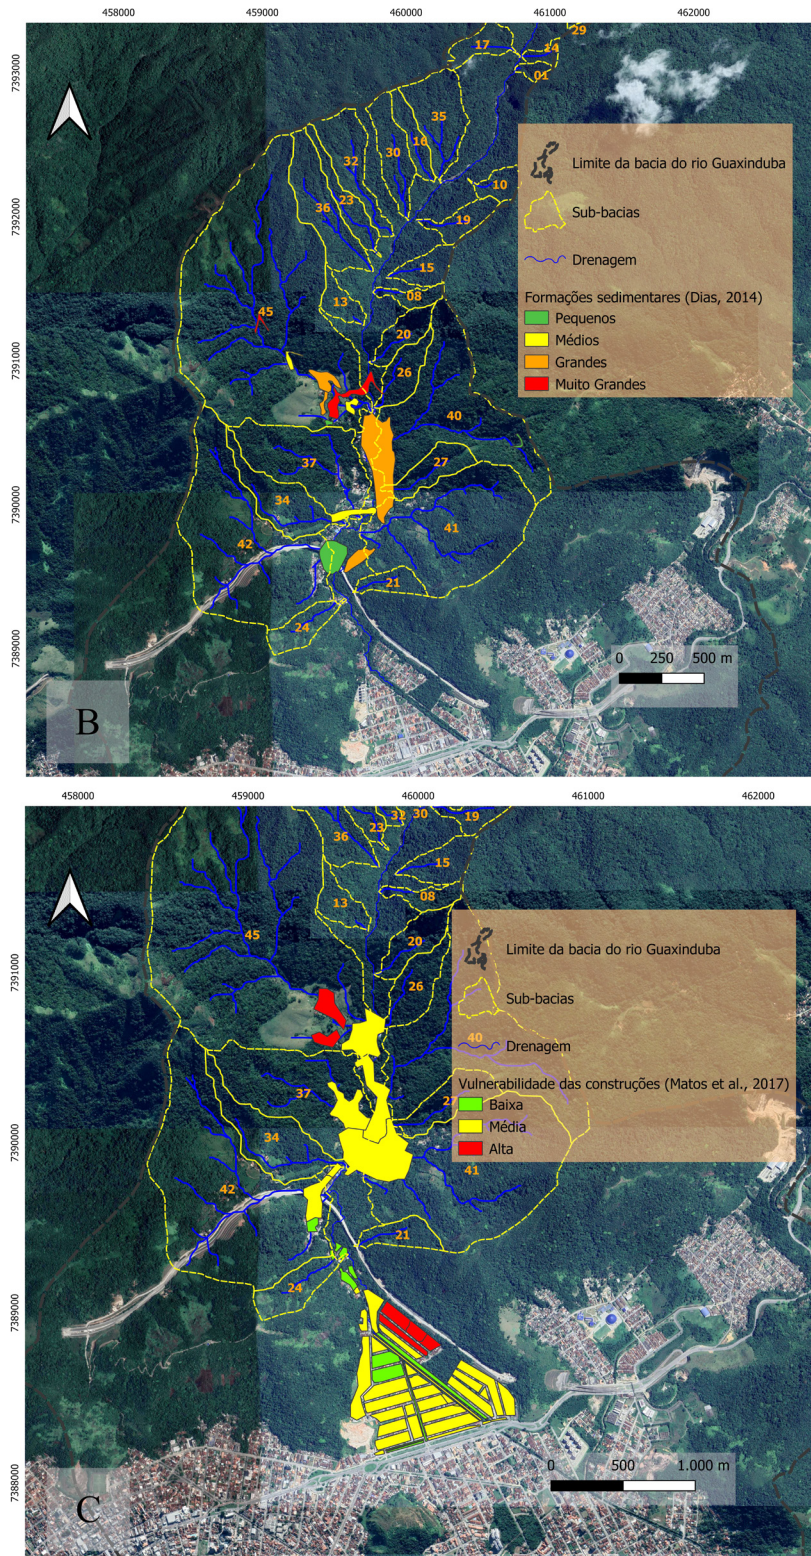 458000 459000 460000 461000 462000
7393000
7392000
7391000
7390000
7389000
29
17
14
01
35
16
30
32
10
23
36
19
15
08
13
45
20
26
40
37
27
34
41
42
21
24
Limite da bacia do rio Guaxinduba
Sub-bacias
Drenagem
Formações sedimentares (Dias, 2014)
Pequenos
Médios
Grandes
Muito Grandes
0 250 500 m
B
458000 459000 460000 461000 462000
7391000
7390000
7389000
7388000
32
30
19
23
36
15
08
13
45
20
26
40
37
27
34
41
42
21
24
Limite da bacia do rio Guaxinduba
Sub-bacias
Drenagem
Vulnerabilidade das construções (Matos et al., 2017)
Baixa
Média
Alta
0 500 1.000 m
C